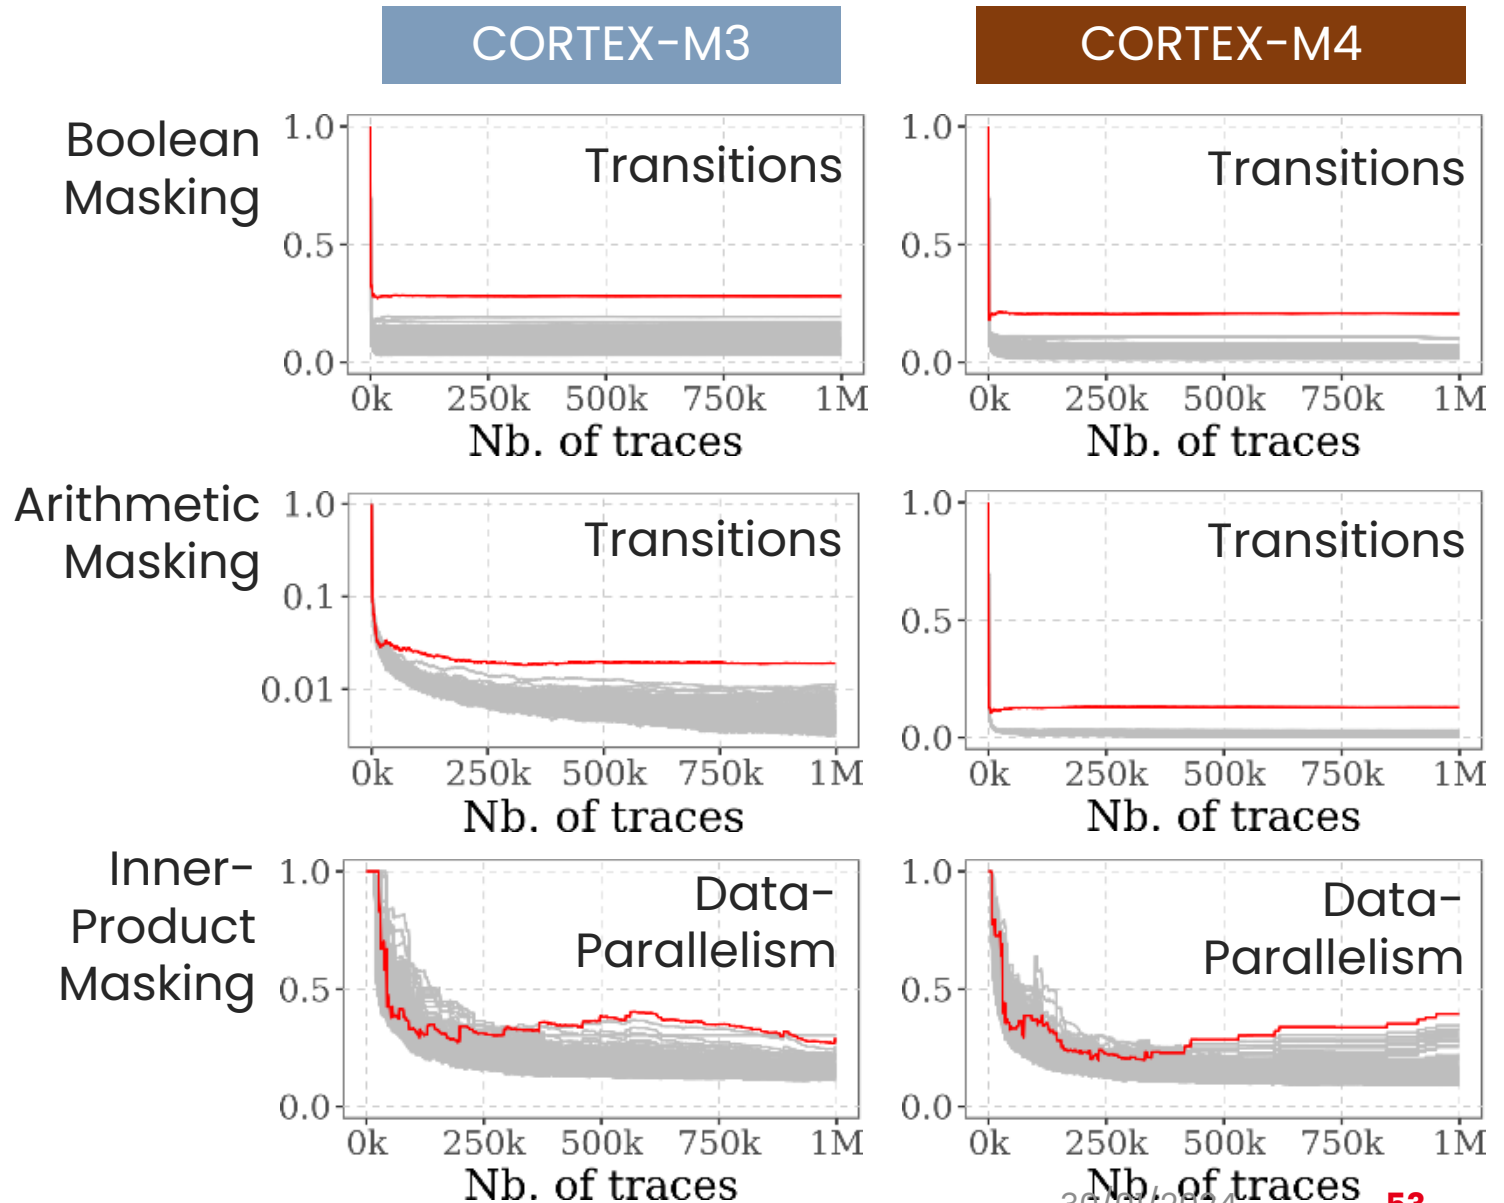 CORTEX-M3
CORTEX-M4
Boolean
Masking
Transitions
1.0
0.5
0.0
0k 250k 500k 750k 1M
Nb. of traces
Transitions
1.0
0.5
0.0
0k 250k 500k 750k 1M
Nb. of traces
Arithmetic
Masking
Transitions
1.0
0.1
0.01
0k 250k 500k 750k 1M
Nb. of traces
Transitions
1.0
0.5
0.0
0k 250k 500k 750k 1M
Nb. of traces
Inner-
Product
Masking
Data-
Parallelism
1.0
0.5
0.0
0k 250k 500k 750k 1M
Nb. of traces
Data-
Parallelism
1.0
0.5
0.0
0k 250k 500k 750k 1M
Nb. of traces
30/01/2024
53